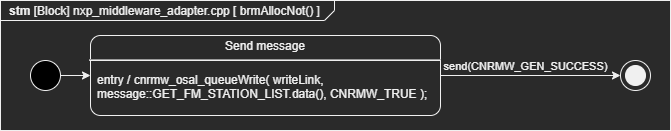 stm [Block] nxp_middleware_adapter.cpp [ brmAllocNot() ]
Send message
entry / cnrmw_osal_queueWrite( writeLink,
message::GET_FM_STATION_LIST.data(), CNRMW_TRUE );
send(CNRMW_GEN_SUCCESS)